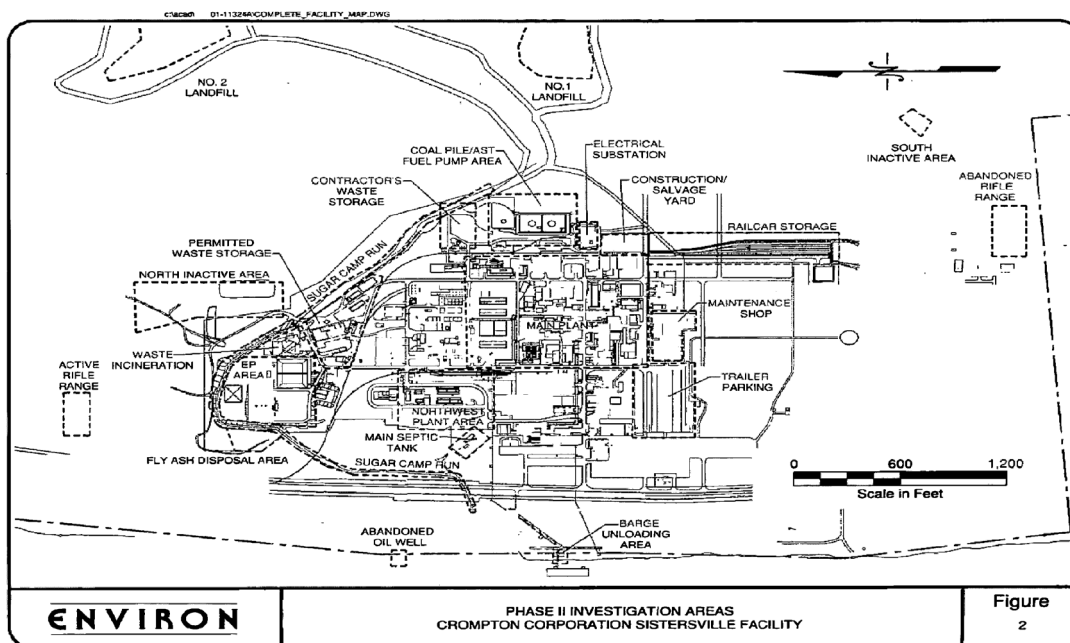 c:\acad\ 01-11324A\COMPLETE_FACILITY_MAP.DWG
NO. 2
LANDFILL
NO.1
LANDFILL
N
COAL PILE/AST
FUEL PUMP AREA
ELECTRICAL
SUBSTATION
SOUTH
INACTIVE AREA
CONTRACTOR'S
WASTE
STORAGE
CONSTRUCTION/
SALVAGE
YARD
ABANDONED
RIFLE
RANGE
RAILCAR STORAGE
PERMITTED
WASTE STORAGE
SUGAR CAMP RUN
NORTH INACTIVE AREA
MAINTENANCE
SHOP
MAIN PLANT
WASTE
INCINERATION
ACTIVE
RIFLE
RANGE
EP
AREA
TRAILER
PARKING
NORTHWEST
PLANT AREA
MAIN SEPTIC
TANK
FLY ASH DISPOSAL AREA
SUGAR CAMP RUN
0 600 1,200
Scale in Feet
ABANDONED
OIL WELL
BARGE
UNLOADING
AREA
ENVIRON
PHASE II INVESTIGATION AREAS
CROMPTON CORPORATION SISTERSVILLE FACILITY
Figure
2